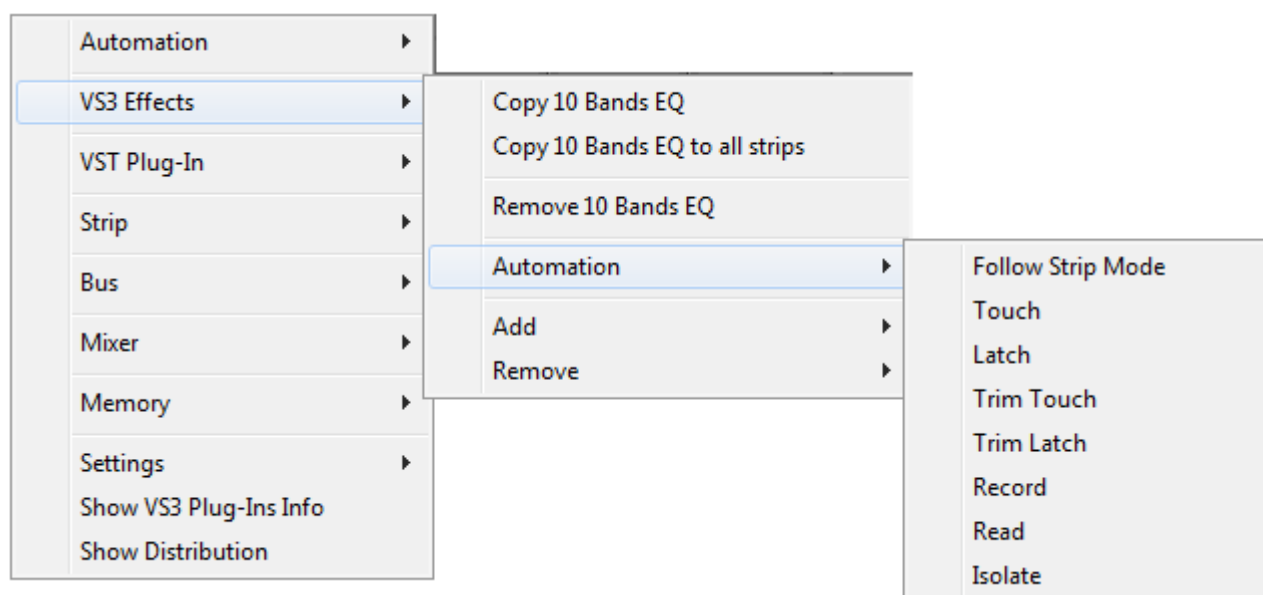 Automation
VS3 Effects
VST Plug-In
Strip
Bus
Mixer
Memory
Settings
Show VS3 Plug-Ins Info
Show Distribution
Copy 10 Bands EQ
Copy 10 Bands EQ to all strips
Remove 10 Bands EQ
Automation
Add
Remove
Follow Strip Mode
Touch
Latch
Trim Touch
Trim Latch
Record
Read
Isolate